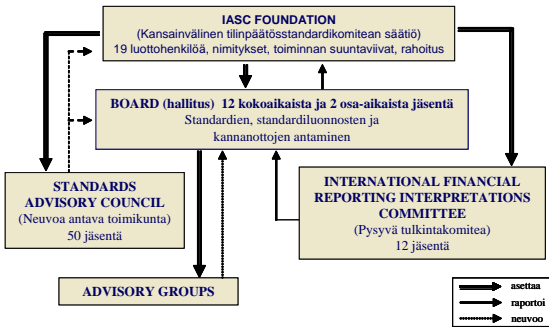 IASC FOUNDATION
(Kansainvälinen tilinpäätösstandardikomitean säätiö)
19 luottohenkilöä, nimitykset, toiminnan suuntaviivat, rahoitus
BOARD (hallitus) 12 kokoaikaista ja 2 osa-aikaista jäsentä
Standardien, standardiluonnosten ja
kannanottojen antaminen
STANDARDS
ADVISORY COUNCIL
(Neuvoa antava toimikunta)
50 jäsentä
INTERNATIONAL FINANCIAL
REPORTING INTERPRETATIONS
COMMITTEE
(Pysyvä tulkintakomitea)
12 jäsentä
ADVISORY GROUPS
asettaa
raportoi
neuvoo